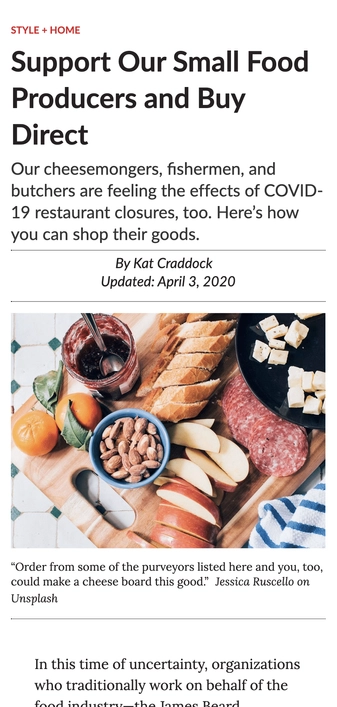 STYLE + HOME
Support Our Small Food
Producers and Buy
Direct
Our cheesemongers, fishermen, and
butchers are feeling the effects of COVID-
19 restaurant closures, too. Here’s how
you can shop their goods.
By Kat Craddock
Updated: April 3, 2020
“Order from some of the purveyors listed here and you, too,
could make a cheese board this good.” Jessica Ruscello on
Unsplash
In this time of uncertainty, organizations
who traditionally work on behalf of the
food industry—the James Beard